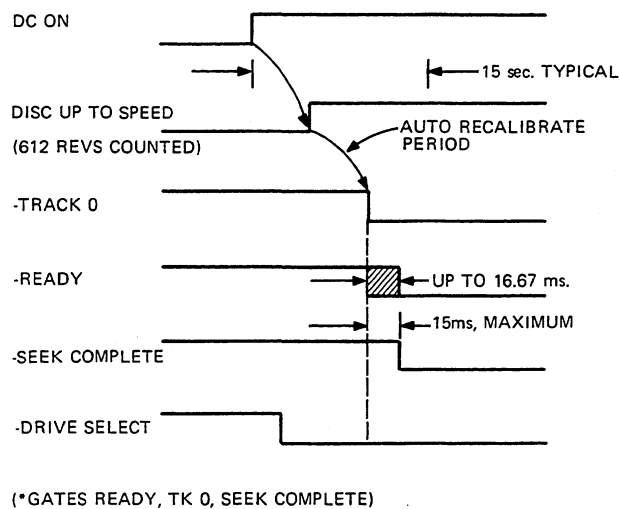 DC ON
15 sec. TYPICAL
DISC UP TO SPEED
(612 REVS COUNTED)
AUTO RECALIBRATE
PERIOD
-TRACK 0
-READY
UP TO 16.67 ms.
15ms, MAXIMUM
-SEEK COMPLETE
-DRIVE SELECT
(*GATES READY, TK 0, SEEK COMPLETE)